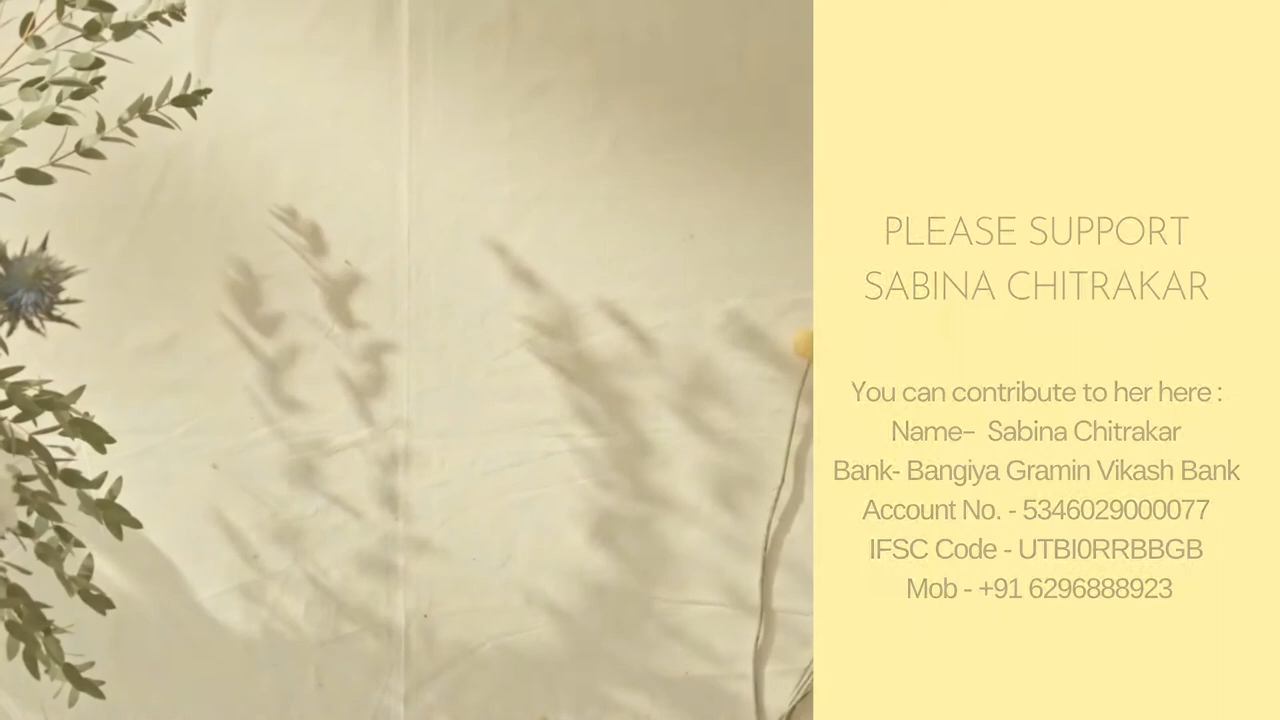 PLEASE SUPPORT
SABINA CHITRAKAR
You can contribute to her here :
Name- Sabina Chitrakar
Bank- Bangiya Gramin Vikash Bank
Account No. - 5346029000077
IFSC Code - UTBI0RRBBGB
Mob - +91 6296888923